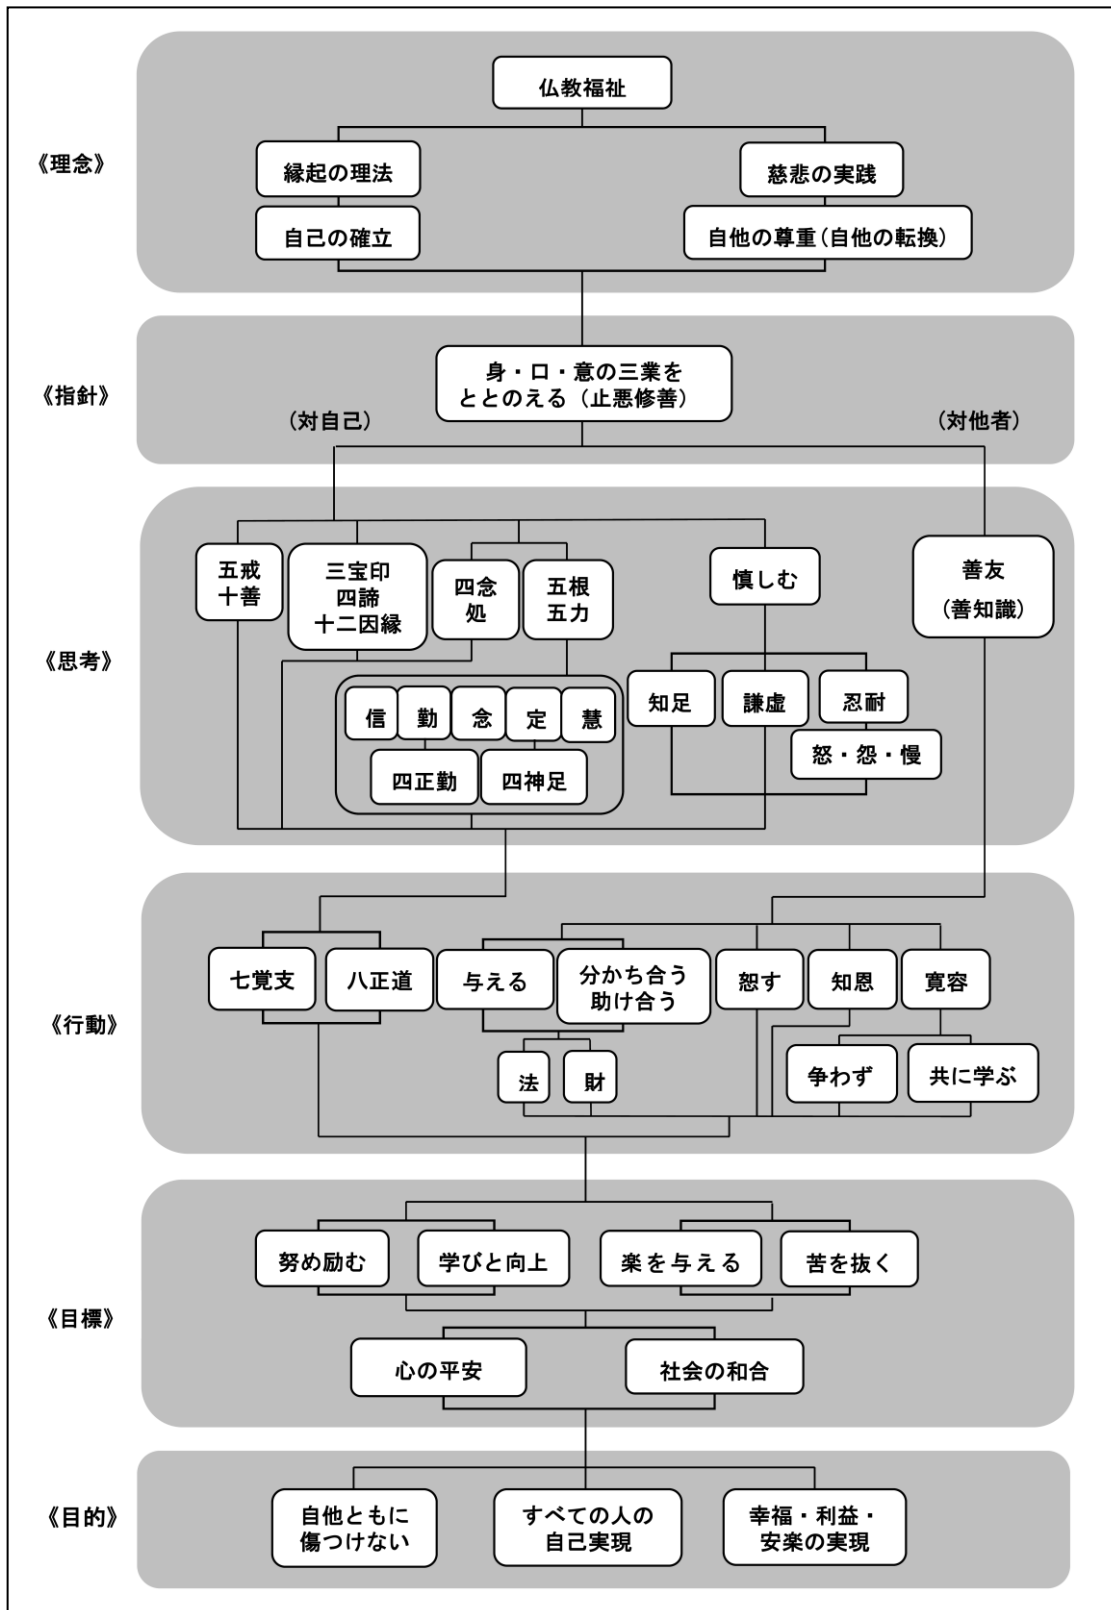 仏教福祉
《理念》
縁起の理法
慈悲の実践
自己の確立
自他の尊重(自他の転換)
《指針》
身・口・意の三業を
ととのえる(止悪修善)
(対自己)
(対他者)
《思考》
五戒
十善
三宝印
四諦
十二因縁
四念
処
五根
五力
慎しむ
善友
(善知識)
信
勤
念
定
慧
四正勤
四神足
知足
謙虚
忍耐
怒・怨・慢
《行動》
七覚支
八正道
与える
分かち合う
助け合う
恕す
知恩
寛容
法
財
争わず
共に学ぶ
《目標》
努め励む
学びと向上
楽を与える
苦を抜く
心の平安
社会の和合
《目的》
自他ともに
傷つけない
すべての人の
自己実現
幸福・利益・
安楽の実現